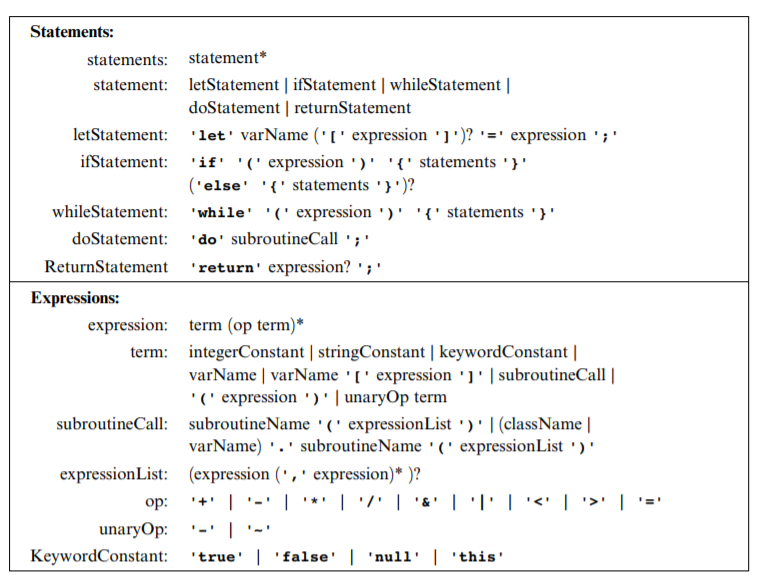 Statements:
statements: statement*
statement: letStatement | ifStatement | whileStatement |
doStatement | returnStatement
letStatement: 'let' varName ('[' expression ']')? '=' expression ';'
ifStatement: 'if' '(' expression ')' '{' statements '}'
('else' '{' statements '}')?
whileStatement: 'while' '(' expression ')' '{' statements '}'
doStatement: 'do' subroutineCall ';'
ReturnStatement 'return' expression? ';'
Expressions:
expression: term (op term)*
term: integerConstant | stringConstant | keywordConstant |
varName | varName '[' expression ']' | subroutineCall |
'(' expression ')' | unaryOp term
subroutineCall: subroutineName '(' expressionList ')' | (className |
varName) '.' subroutineName '(' expressionList ')'
expressionList: (expression (',' expression)* )?
op: '+' | '-' | '*' | '/' | '&' | '|' | '<' | '>' | '='
unaryOp: '-' | '~'
KeywordConstant: 'true' | 'false' | 'null' | 'this'